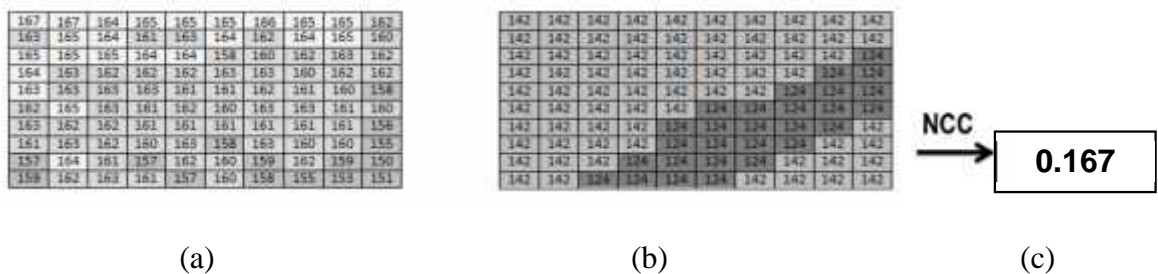 167 167 164 165 165 165 166 165 165 162
163 165 164 161 163 164 162 164 165 160
165 165 165 164 164 158 160 162 163 162
164 163 162 162 162 163 163 160 162 162
163 163 163 163 161 161 162 161 160 158
162 165 163 161 162 160 163 163 161 160
163 162 162 161 161 161 161 161 161 156
161 163 162 160 163 158 163 160 160 155
157 164 161 157 162 160 159 162 159 150
159 162 163 161 157 160 158 155 153 151
142 142 142 142 142 142 142 142 142 142
142 142 142 142 142 142 142 142 142 142
142 142 142 142 142 142 142 142 142 124
142 142 142 142 142 142 142 142 124 124
142 142 142 142 142 142 142 124 124 124
142 142 142 142 142 124 124 124 124 124
142 142 142 142 124 124 124 124 124 142
142 142 142 142 124 124 124 124 142 142
142 142 142 124 124 124 124 142 142 142
142 142 124 124 124 124 142 142 142 142
NCC
0.167
(a) (b) (c)